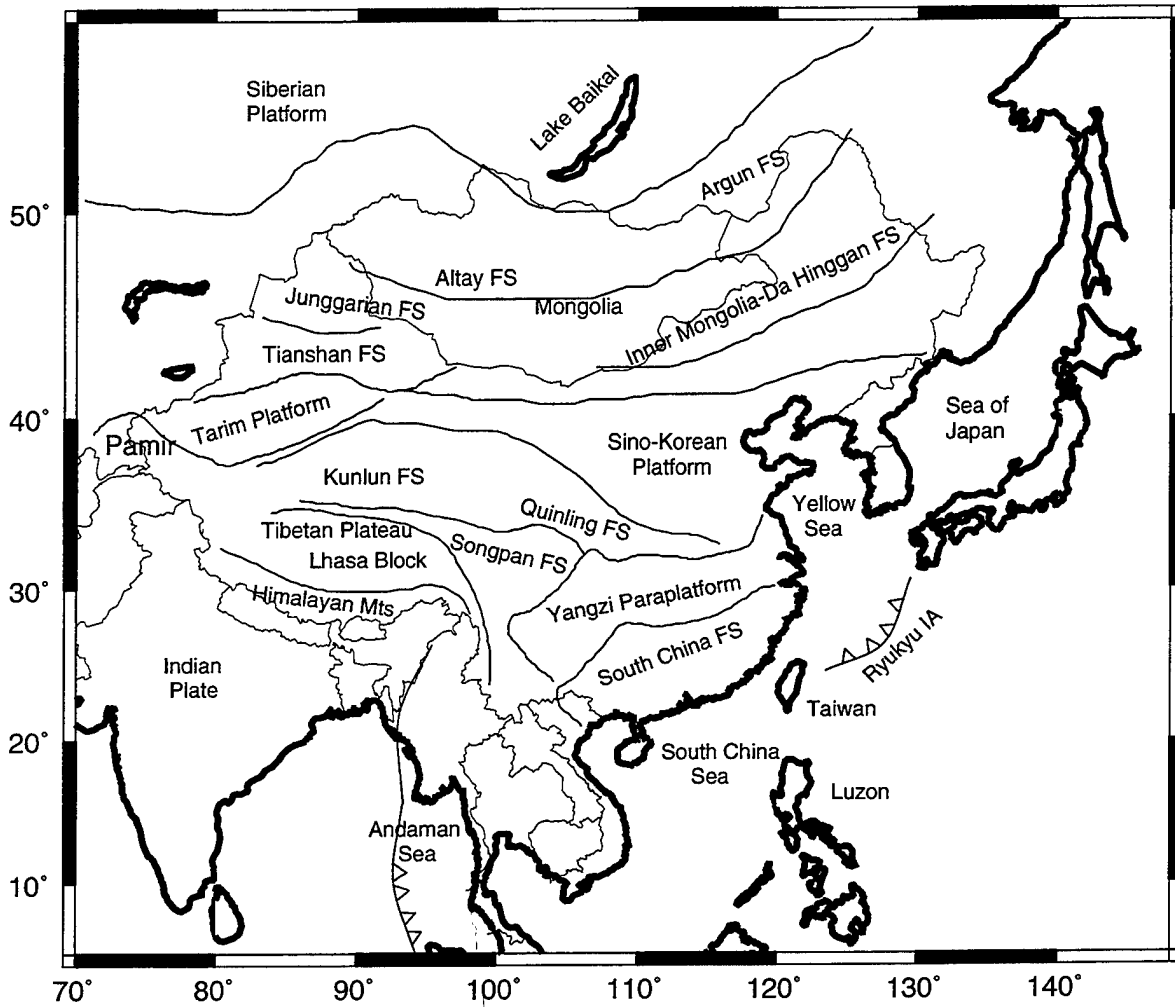 Siberian
Platform
Lake Baikal
Argun FS
50°
Altay FS
Mongolia
Inner Mongolia-Da Hinggan FS
Junggarian FS
Tianshan FS
40°
Tarim Platform
Pamir
Sino-Korean
Platform
Sea of
Japan
Kunlun FS
Quinling FS
Yellow
Sea
Tibetan Plateau
Songpan FS
Lhasa Block
30°
Himalayan Mts
Yangzi Paraplatform
South China FS
Ryukyu IA
Indian
Plate
Taiwan
20°
South China
Sea
Luzon
Andaman
Sea
10°
70°
80°
90°
100°
110°
120°
130°
140°